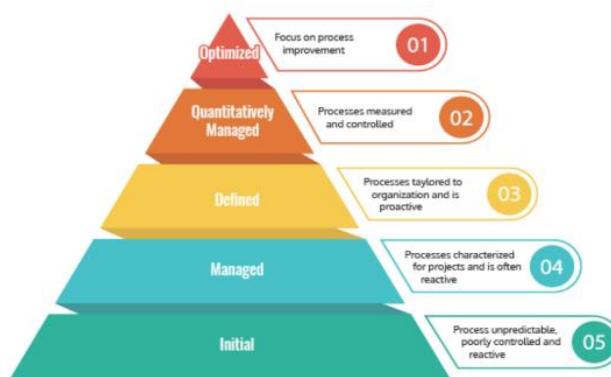 Optimized
Focus on process
improvement
01
Quantitatively
Managed
Processes measured
and controlled
02
Defined
Processes taylored to
organization and is
proactive
03
Managed
Processes characterized
for projects and is often
reactive
04
Initial
Process unpredictable,
poorly controlled and
reactive
05